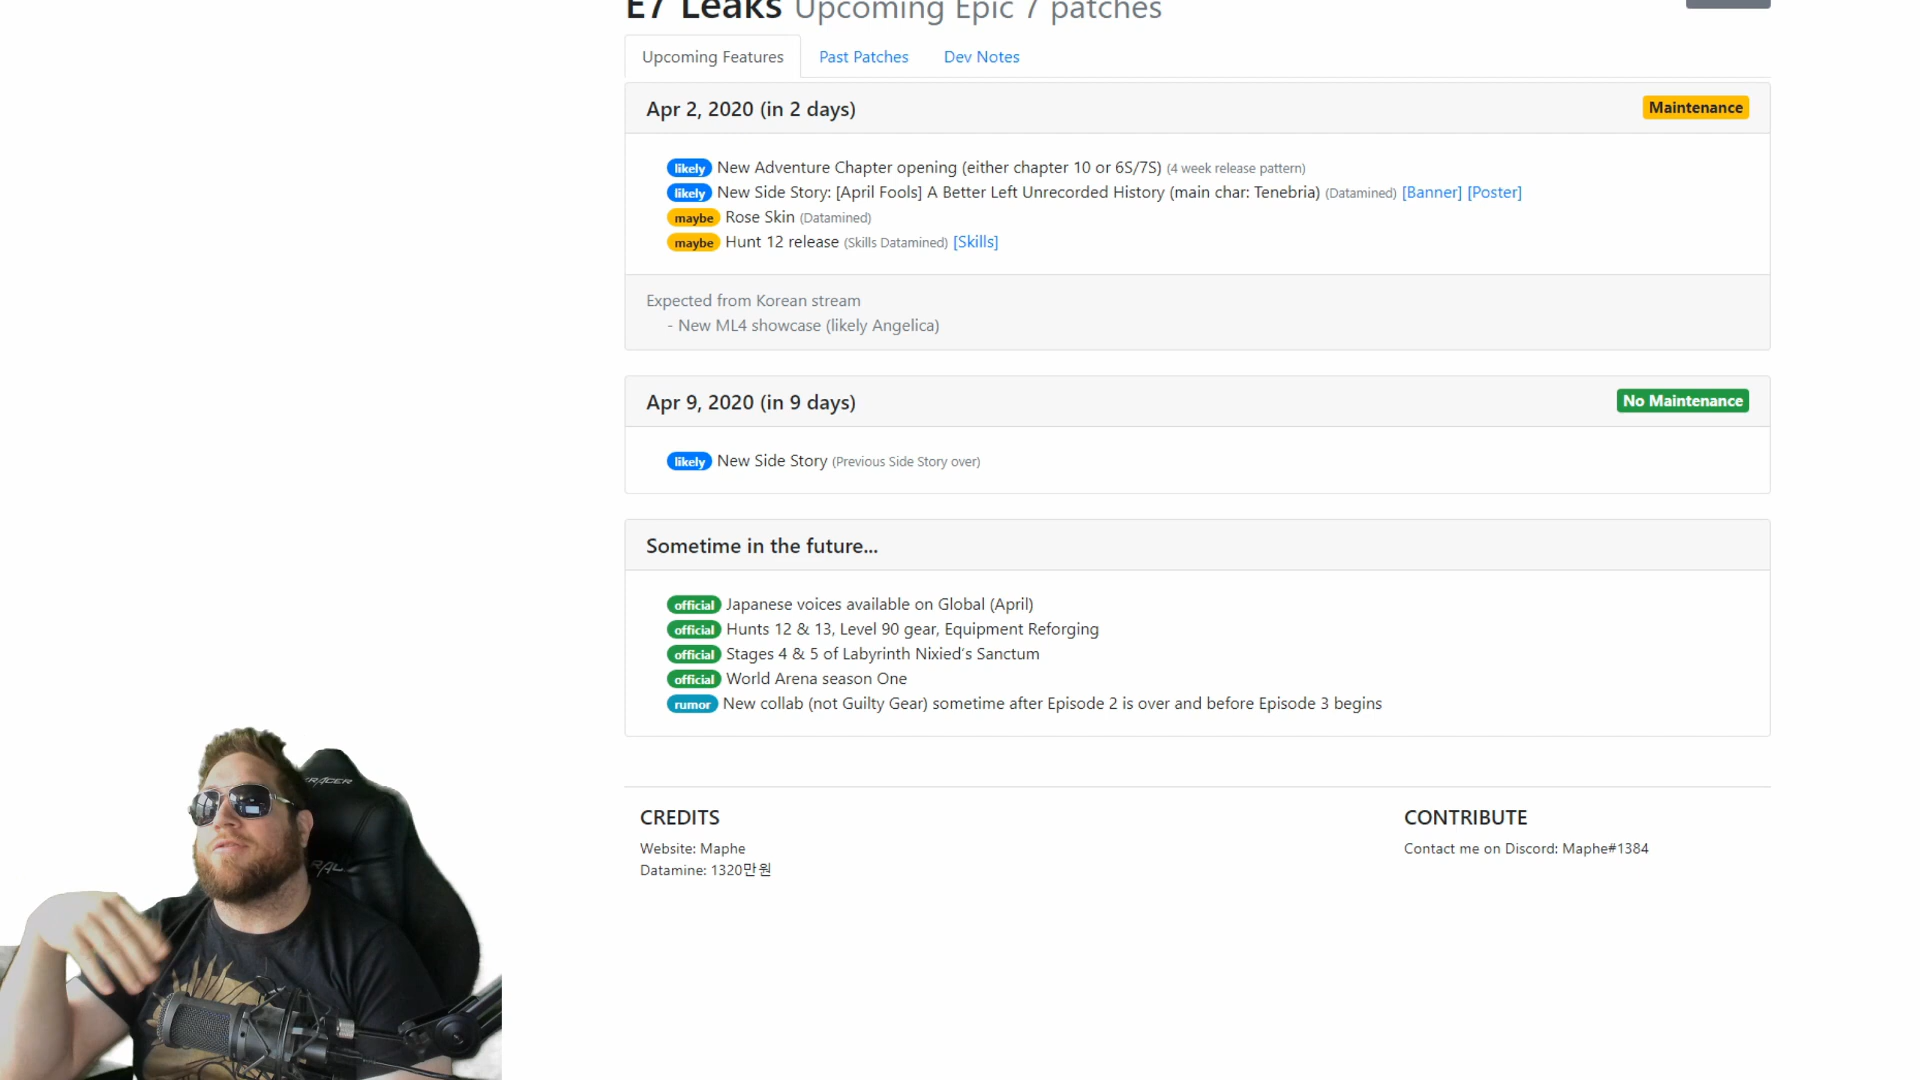 E7 Leaks Upcoming Epic 7 patches
Upcoming Features Past Patches Dev Notes
Apr 2, 2020 (in 2 days) Maintenance
likely New Adventure Chapter opening (either chapter 10 or 6S/7S) (4 week release pattern)
likely New Side Story: [April Fools] A Better Left Unrecorded History (main char: Tenebria) (Datamined) [Banner] [Poster]
maybe Rose Skin (Datamined)
maybe Hunt 12 release (Skills Datamined) [Skills]
Expected from Korean stream
- New ML4 showcase (likely Angelica)
Apr 9, 2020 (in 9 days) No Maintenance
likely New Side Story (Previous Side Story over)
Sometime in the future...
official Japanese voices available on Global (April)
official Hunts 12 & 13, Level 90 gear, Equipment Reforging
official Stages 4 & 5 of Labyrinth Nixied's Sanctum
official World Arena season One
rumor New collab (not Guilty Gear) sometime after Episode 2 is over and before Episode 3 begins
CREDITS
Website: Maphe
Datamine: 1320만원
CONTRIBUTE
Contact me on Discord: Maphe#1384